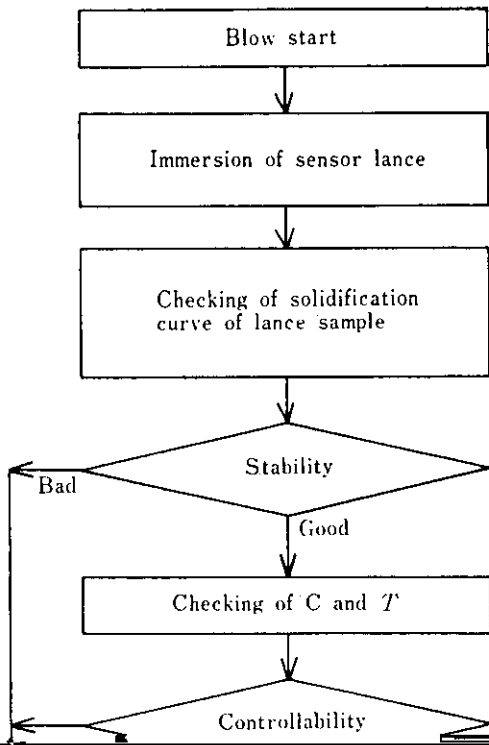 Blow start
Immersion of sensor lance
Checking of solidification
curve of lance sample
Stability
Bad
Good
Checking of C and T
Controllability